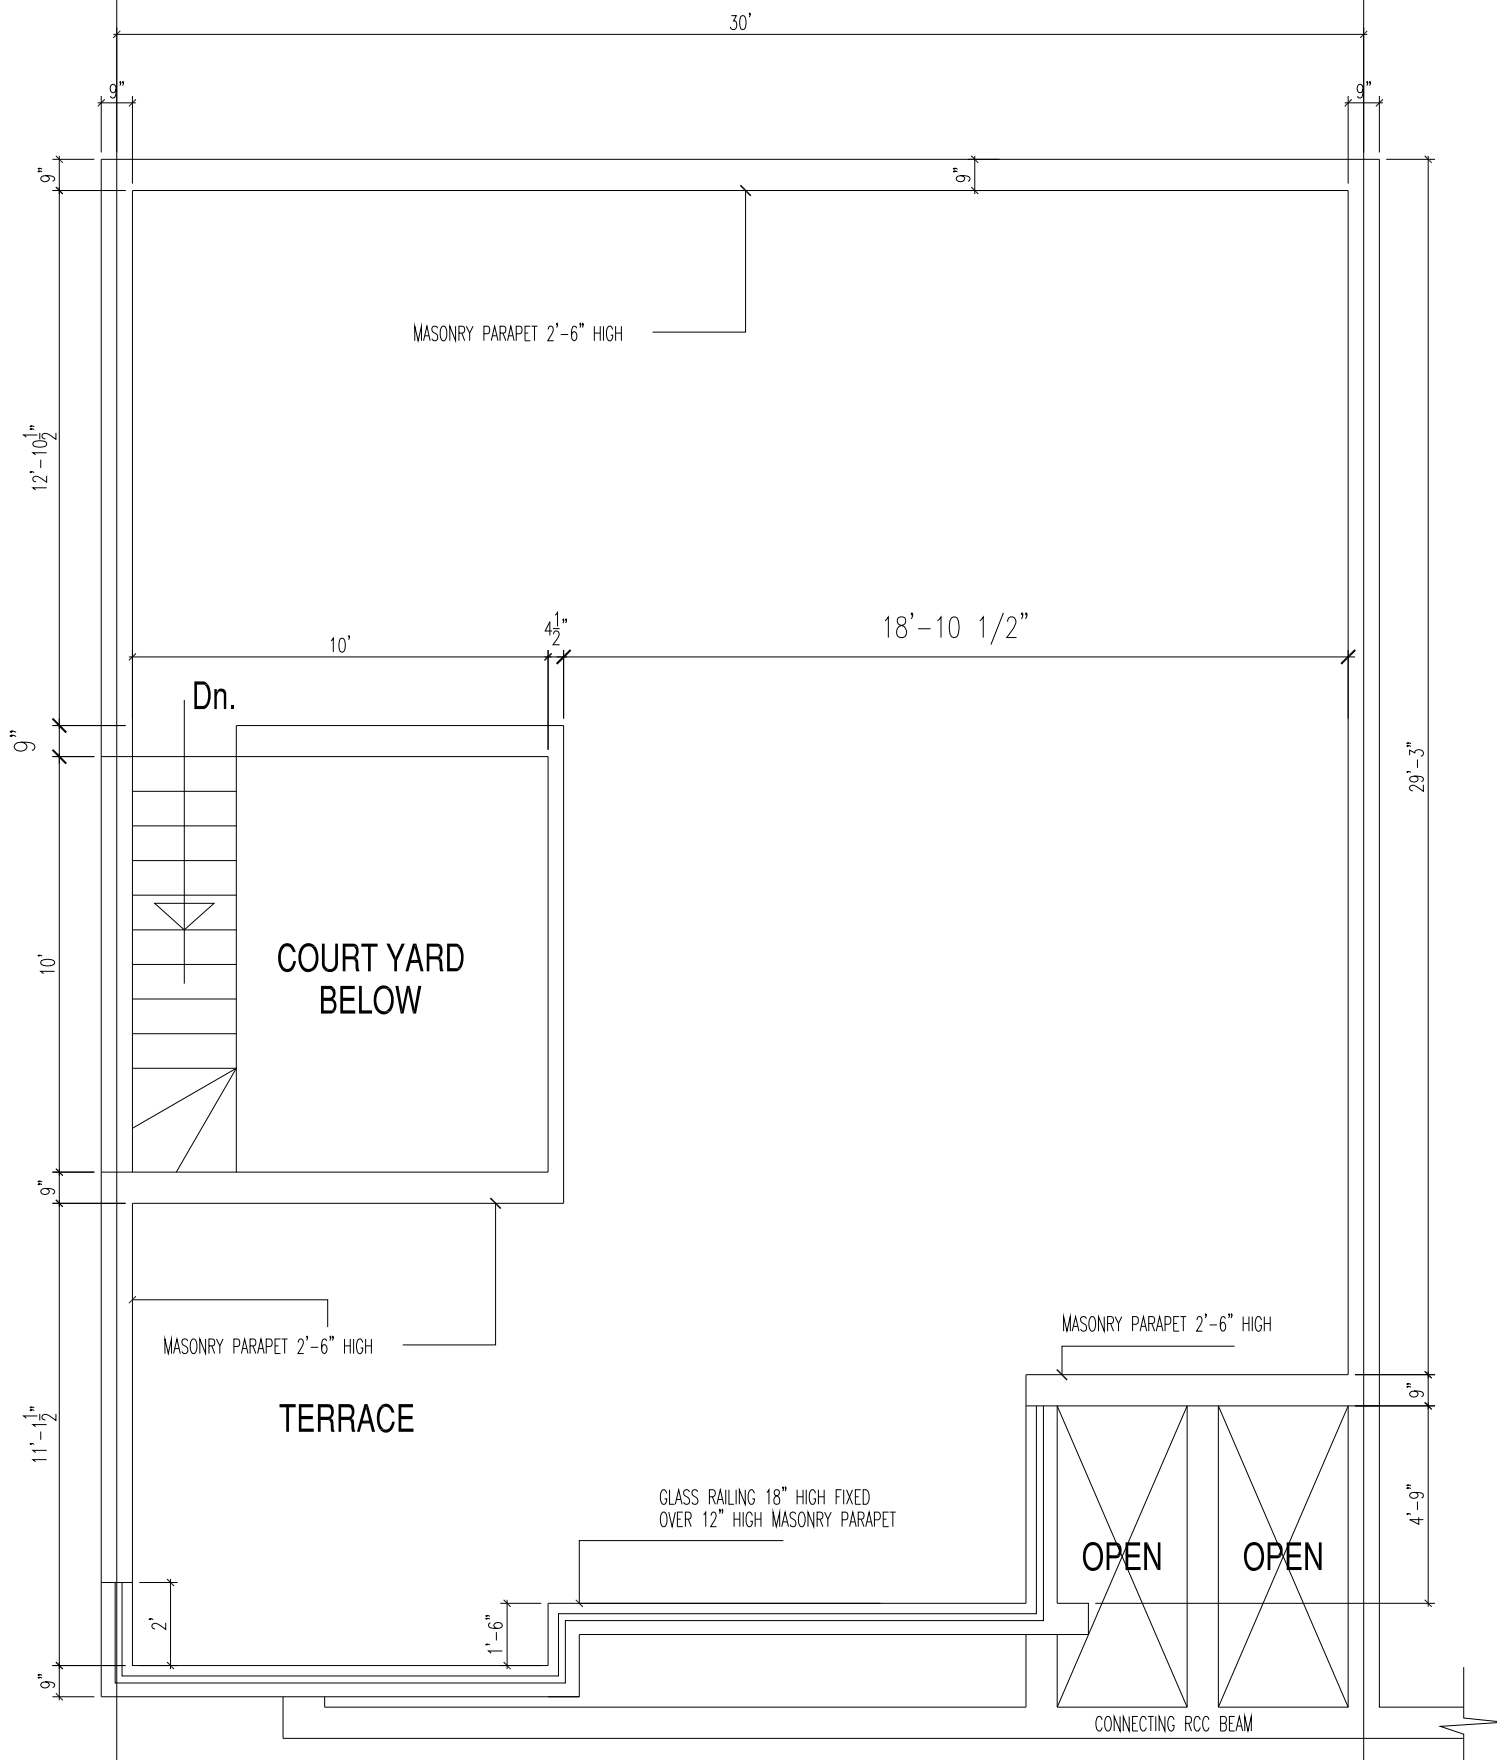 30'
9"
9"
9"
9"
MASONRY PARAPET 2'-6" HIGH
12'-10½"
10'
4½"
18'-10 1/2"
Dn.
9"
29'-3"
10'
COURT YARD
BELOW
9"
MASONRY PARAPET 2'-6" HIGH
MASONRY PARAPET 2'-6" HIGH
9"
11'-1½"
TERRACE
GLASS RAILING 18" HIGH FIXED
OVER 12" HIGH MASONRY PARAPET
4'-9"
OPEN
OPEN
2'
1'-6"
9"
CONNECTING RCC BEAM